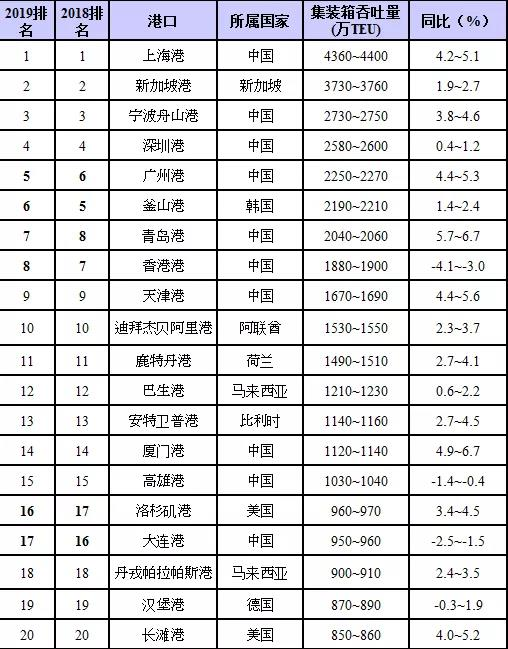 2019排名 2018排名 港口 所属国家 集装箱吞吐量(万TEU) 同比（%）
1 1 上海港 中国 4360~4400 4.2~5.1
2 2 新加坡港 新加坡 3730~3760 1.9~2.7
3 3 宁波舟山港 中国 2730~2750 3.8~4.6
4 4 深圳港 中国 2580~2600 0.4~1.2
5 6 广州港 中国 2250~2270 4.4~5.3
6 5 釜山港 韩国 2190~2210 1.4~2.4
7 8 青岛港 中国 2040~2060 5.7~6.7
8 7 香港港 中国 1880~1900 -4.1~-3.0
9 9 天津港 中国 1670~1690 4.4~5.6
10 10 迪拜杰贝阿里港 阿联酋 1530~1550 2.3~3.7
11 11 鹿特丹港 荷兰 1490~1510 2.7~4.1
12 12 巴生港 马来西亚 1210~1230 0.6~2.2
13 13 安特卫普港 比利时 1140~1160 2.7~4.5
14 14 厦门港 中国 1120~1140 4.9~6.7
15 15 高雄港 中国 1030~1040 -1.4~-0.4
16 17 洛杉矶港 美国 960~970 3.4~4.5
17 16 大连港 中国 950~960 -2.5~-1.5
18 18 丹戎帕拉帕斯港 马来西亚 900~910 2.4~3.5
19 19 汉堡港 德国 870~890 -0.3~1.9
20 20 长滩港 美国 850~860 4.0~5.2